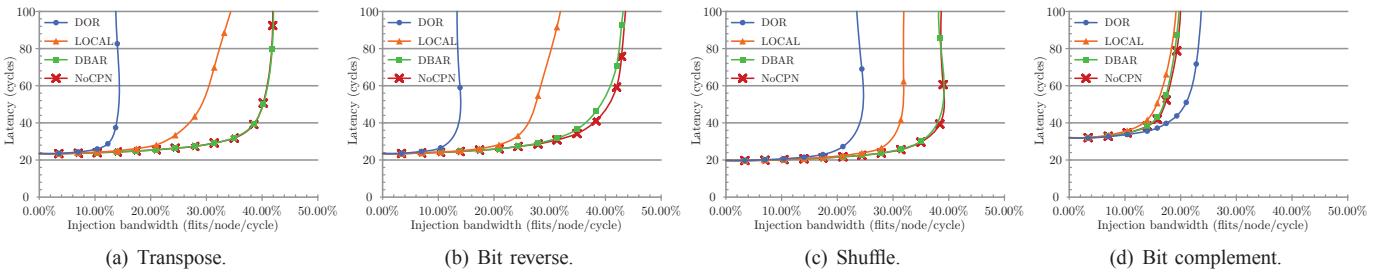 100
80
60
40
20
0
Latency (cycles)
DOR
LOCAL
DBAR
NoCPN
0.00% 10.00% 20.00% 30.00% 40.00% 50.00%
Injection bandwidth (flits/node/cycle)
(a) Transpose.
100
80
60
40
20
0
Latency (cycles)
DOR
LOCAL
DBAR
NoCPN
0.00% 10.00% 20.00% 30.00% 40.00% 50.00%
Injection bandwidth (flits/node/cycle)
(b) Bit reverse.
100
80
60
40
20
0
Latency (cycles)
DOR
LOCAL
DBAR
NoCPN
0.00% 10.00% 20.00% 30.00% 40.00% 50.00%
Injection bandwidth (flits/node/cycle)
(c) Shuffle.
100
80
60
40
20
0
Latency (cycles)
DOR
LOCAL
DBAR
NoCPN
0.00% 10.00% 20.00% 30.00% 40.00% 50.00%
Injection bandwidth (flits/node/cycle)
(d) Bit complement.